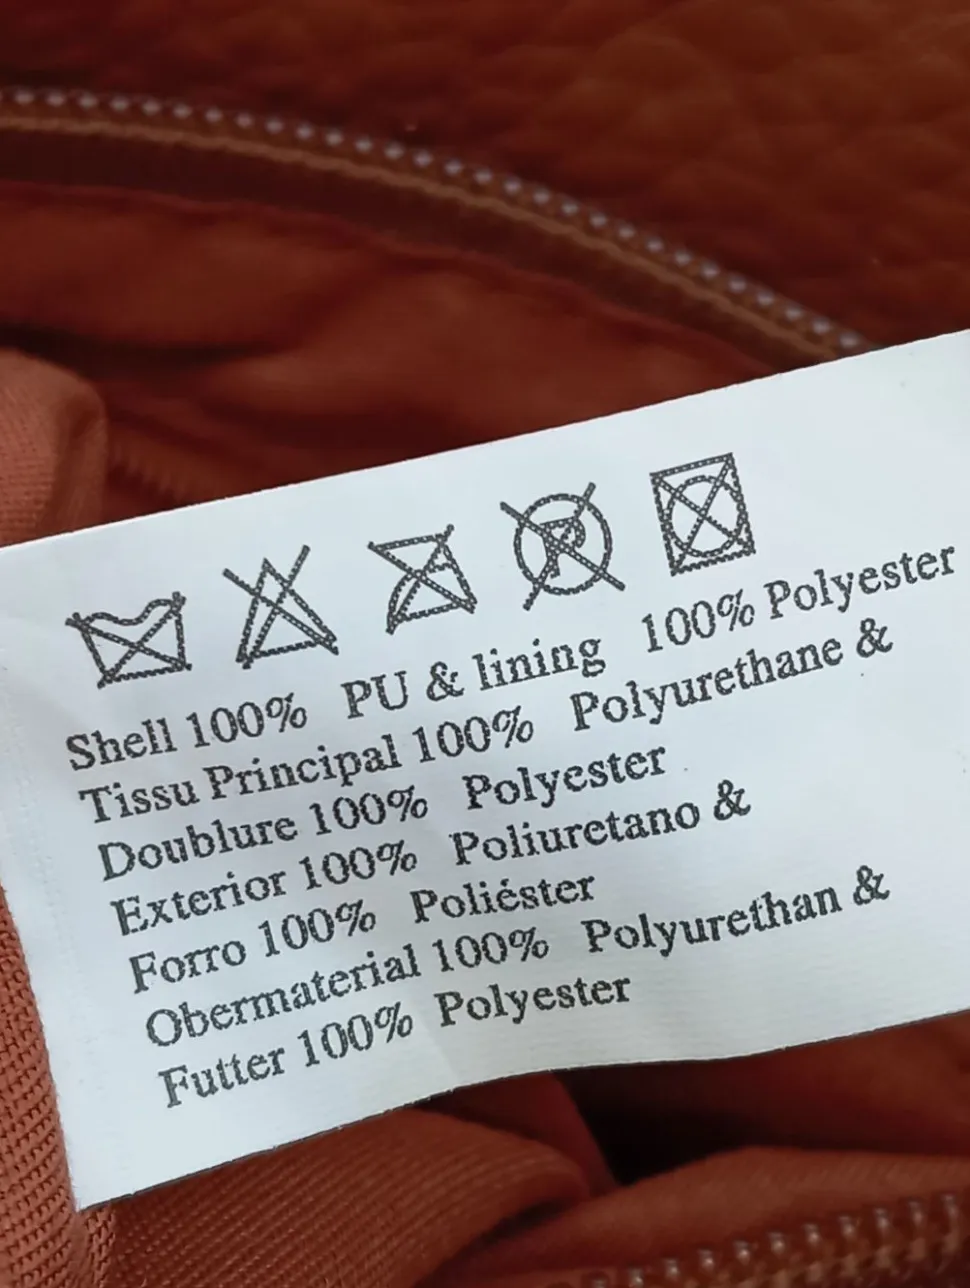 P
Shell 100% PU & lining 100% Polyester
Tissu Principal 100% Polyurethane &
Doublure 100% Polyester
Exterior 100% Poliuretano &
Forro 100% Poliéster
Obermaterial 100% Polyurethan &
Futter 100% Polyester